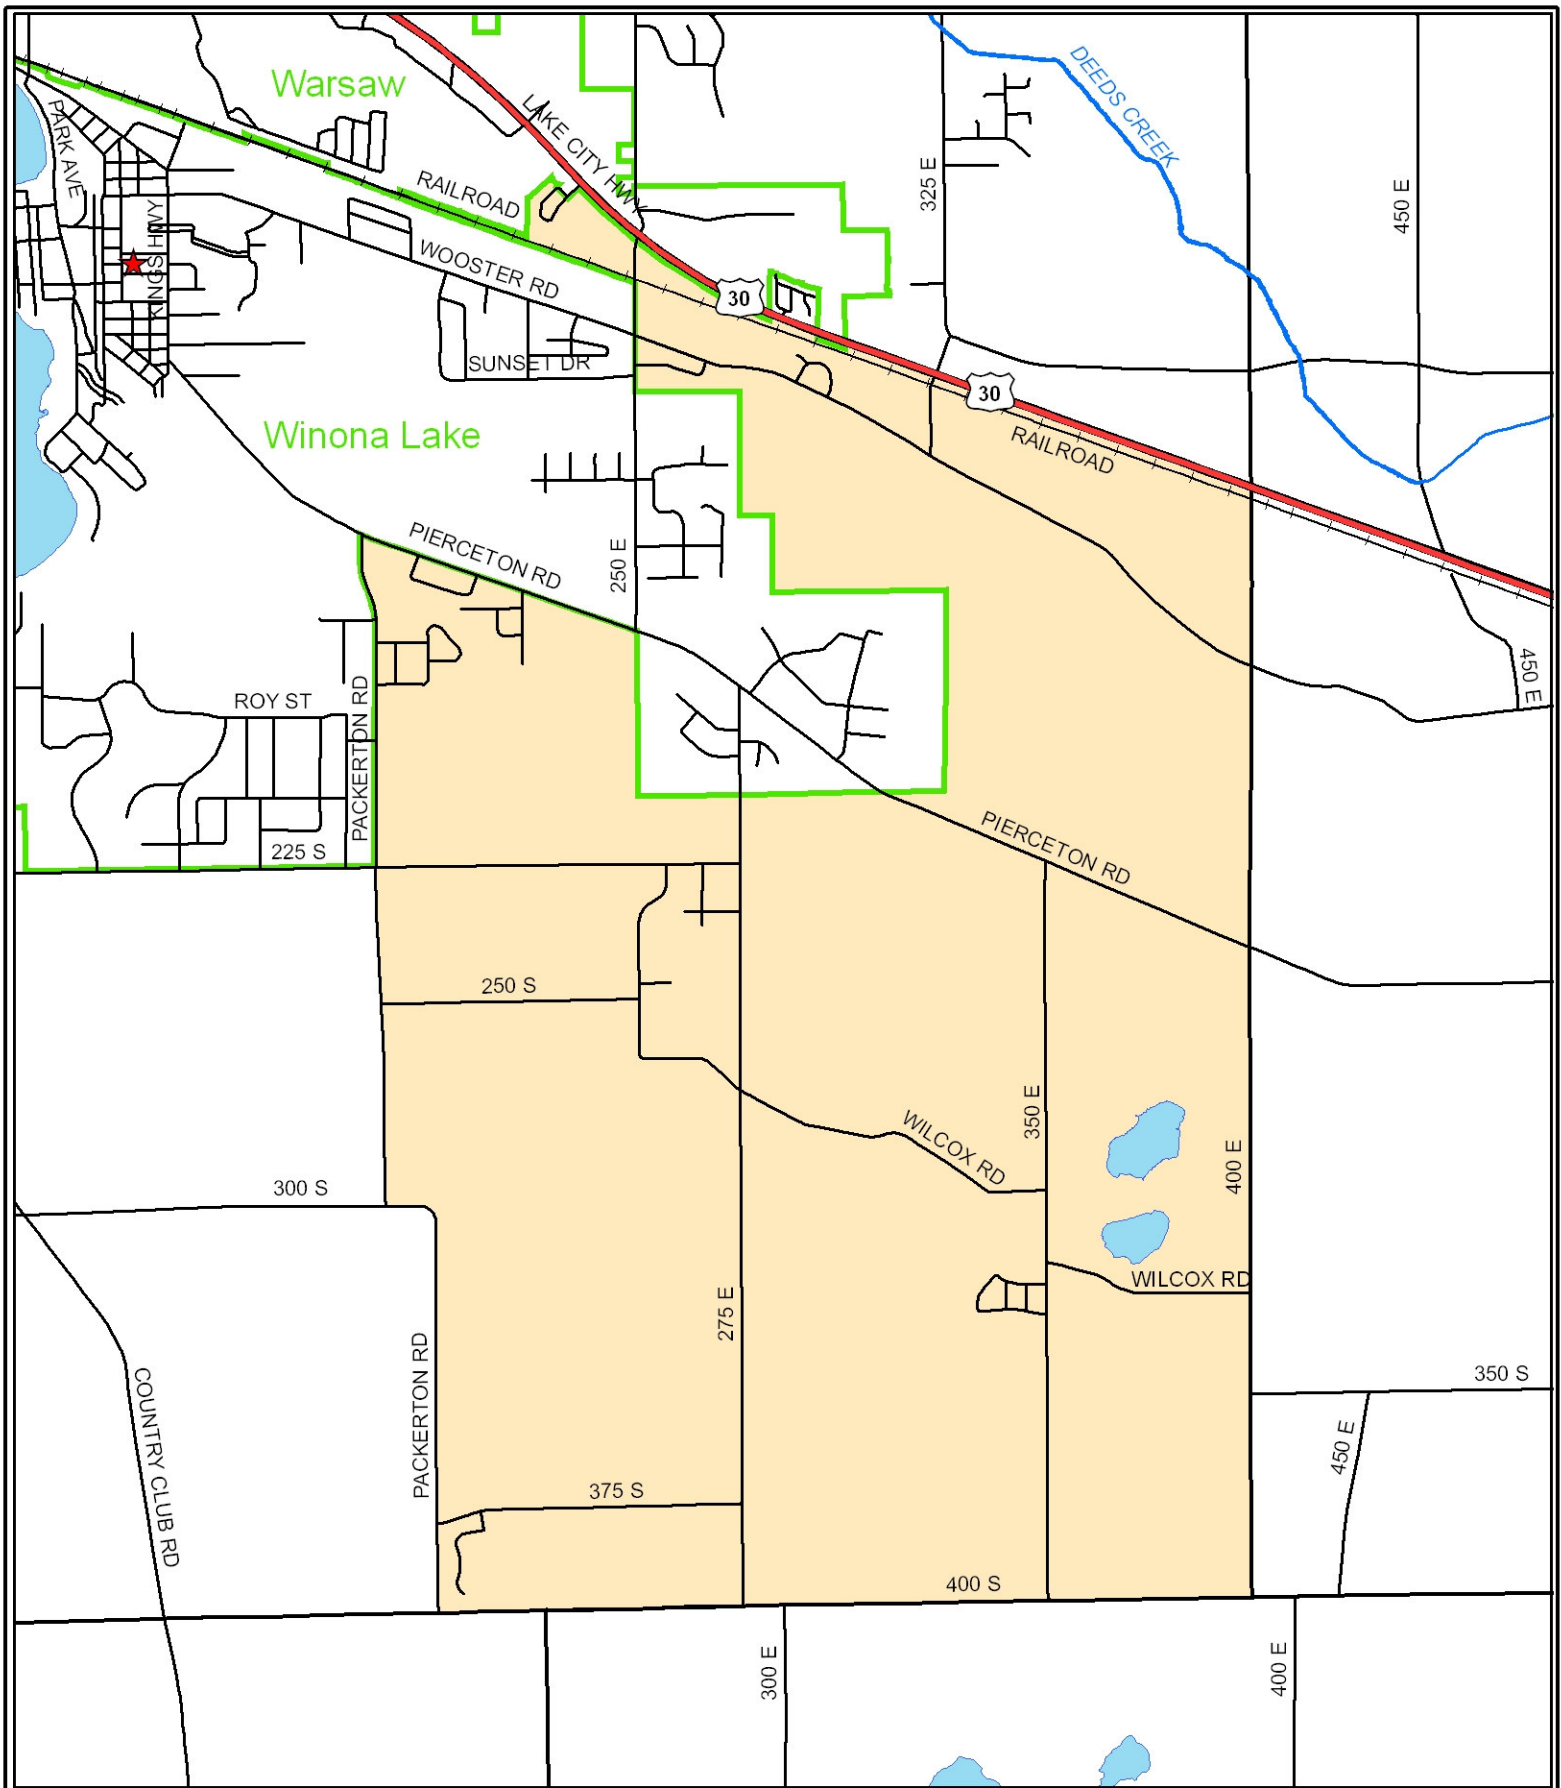 Warsaw
LAKE CITY HWY
DEEDS CREEK
PARK AVE
RAILROAD
325 E
450 E
KINGS HWY
WOOSTER RD
30
SUNSET DR
30
Winona Lake
RAILROAD
PIERCETON RD
250 E
450 E
ROY ST
PACKERTON RD
225 S
PIERCETON RD
250 S
350 E
WILCOX RD
400 E
300 S
WILCOX RD
275 E
PACKERTON RD
350 S
COUNTRY CLUB RD
450 E
375 S
400 S
300 E
400 E